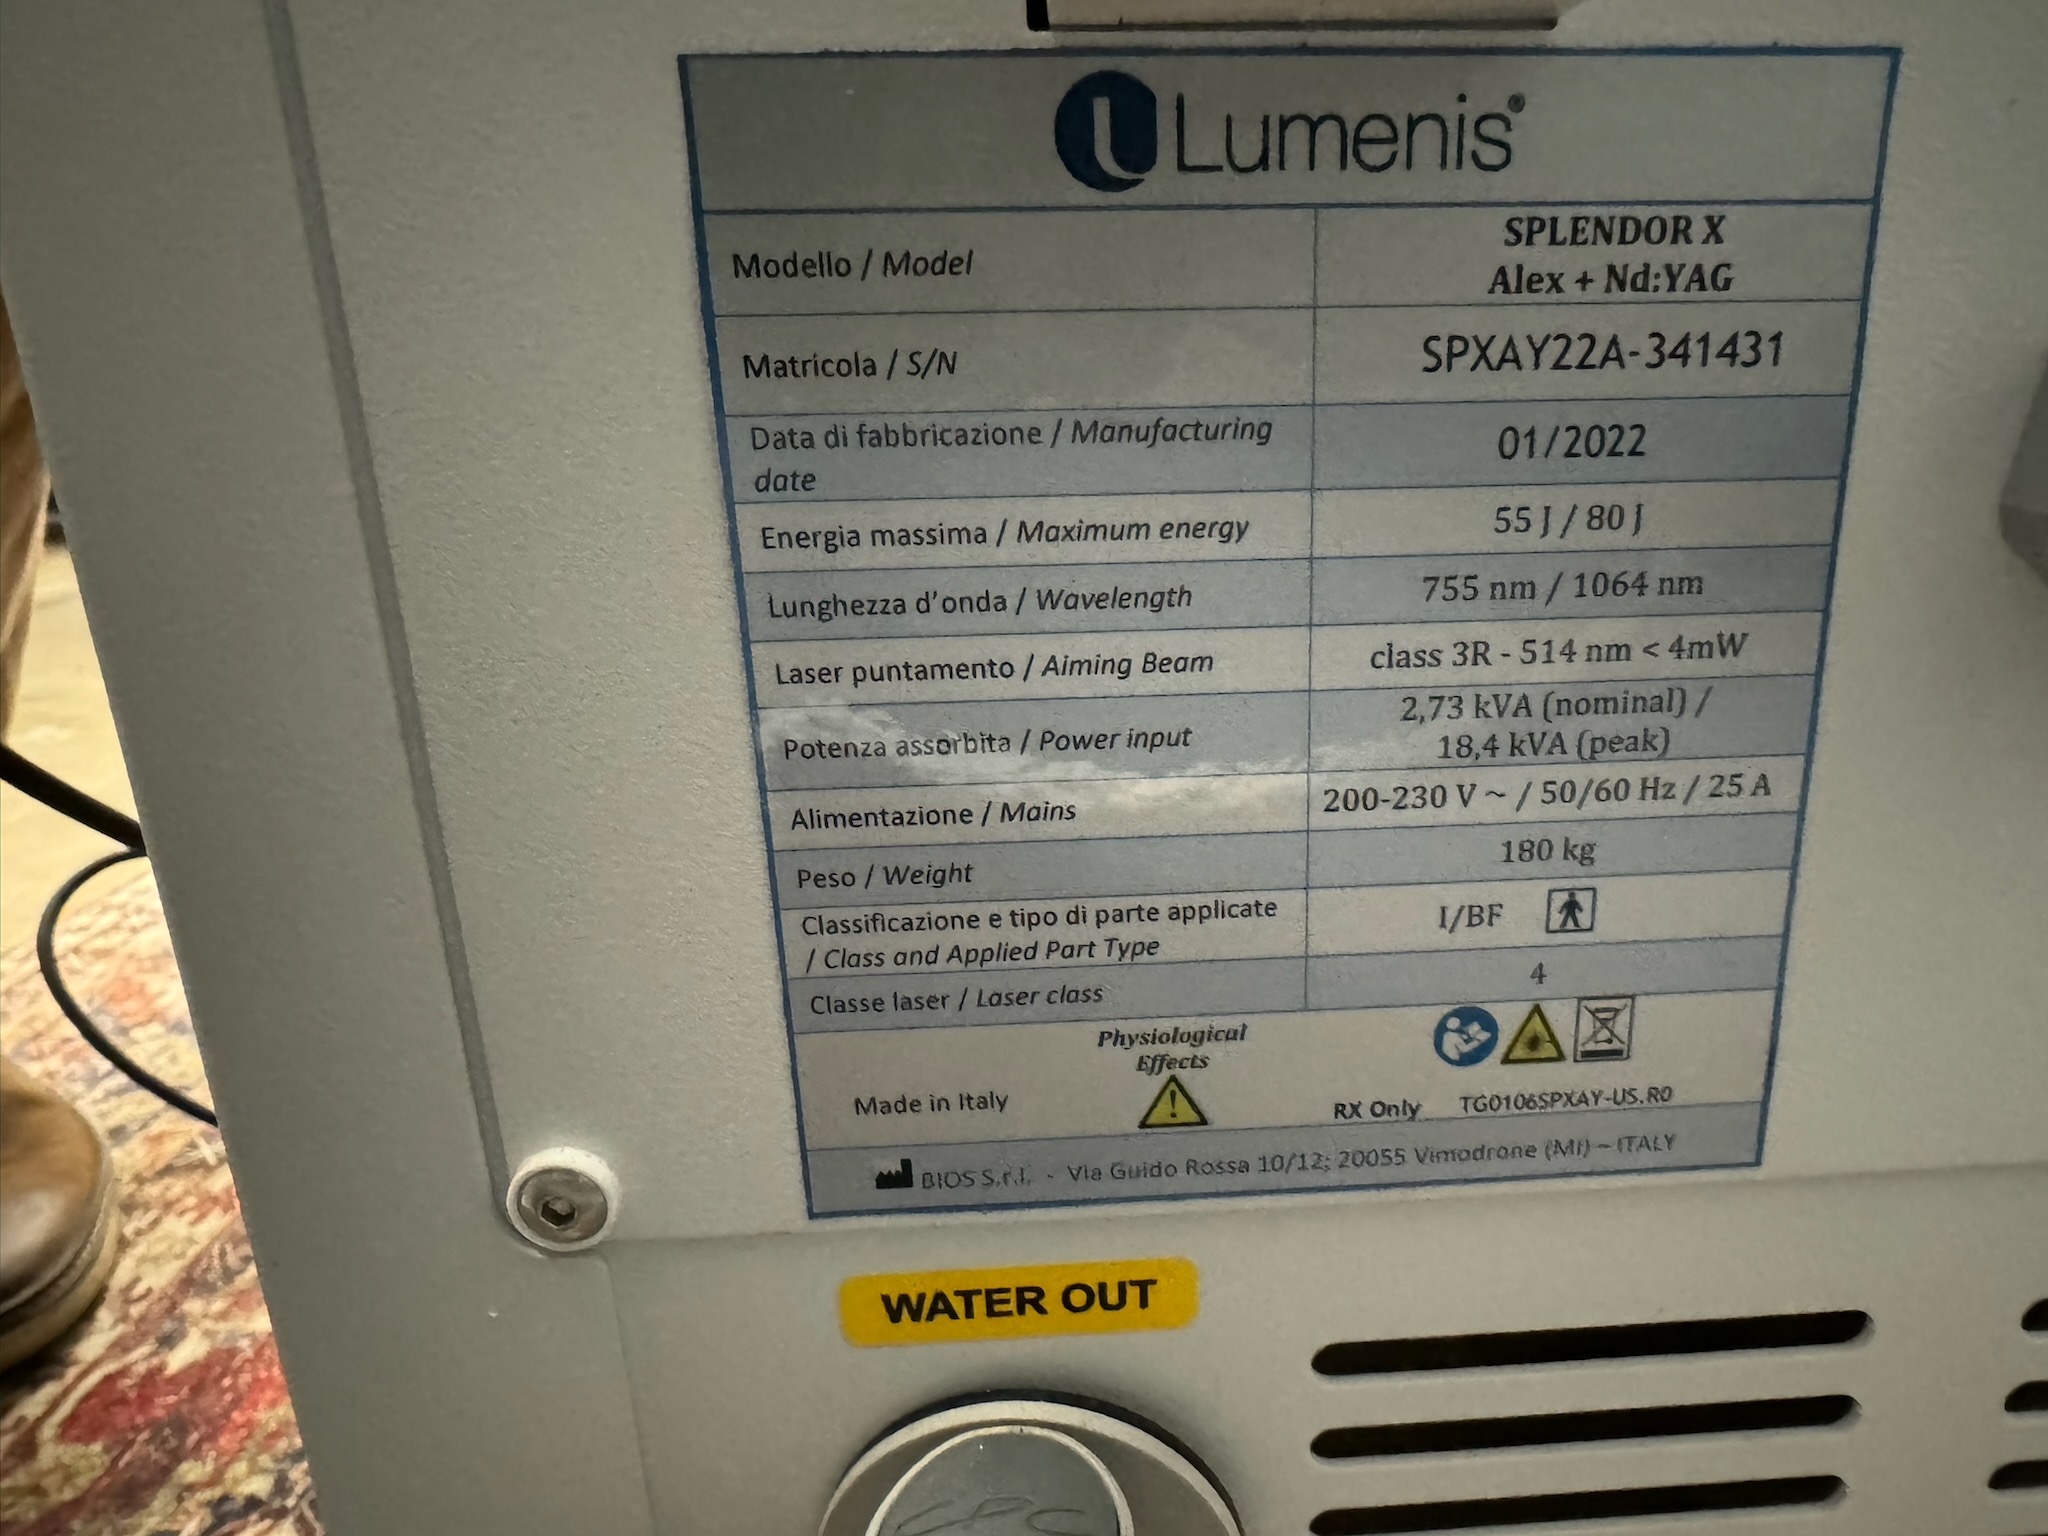 Lumenis®
Modello / Model
SPLENDOR X
Alex + Nd:YAG
Matricola / S/N
SPXAY22A-341431
Data di fabbricazione / Manufacturing
date
01/2022
Energia massima / Maximum energy
55 J / 80 J
Lunghezza d'onda / Wavelength
755 nm / 1064 nm
Laser puntamento / Aiming Beam
class 3R - 514 nm < 4mW
Potenza assorbita / Power input
2,73 kVA (nominal) /
18,4 kVA (peak)
Alimentazione / Mains
200-230 V ~ / 50/60 Hz / 25 A
Peso / Weight
180 kg
Classificazione e tipo di parte applicate
/ Class and Applied Part Type
I/BF
Classe laser / Laser class
4
Physiological
Effects
Made in Italy
RX Only TG0106SPXAY-US.R0
BIOS S.r.l. - Via Guido Rossa 10/12; 20055 Vimodrone (MI) – ITALY
WATER OUT
CPC